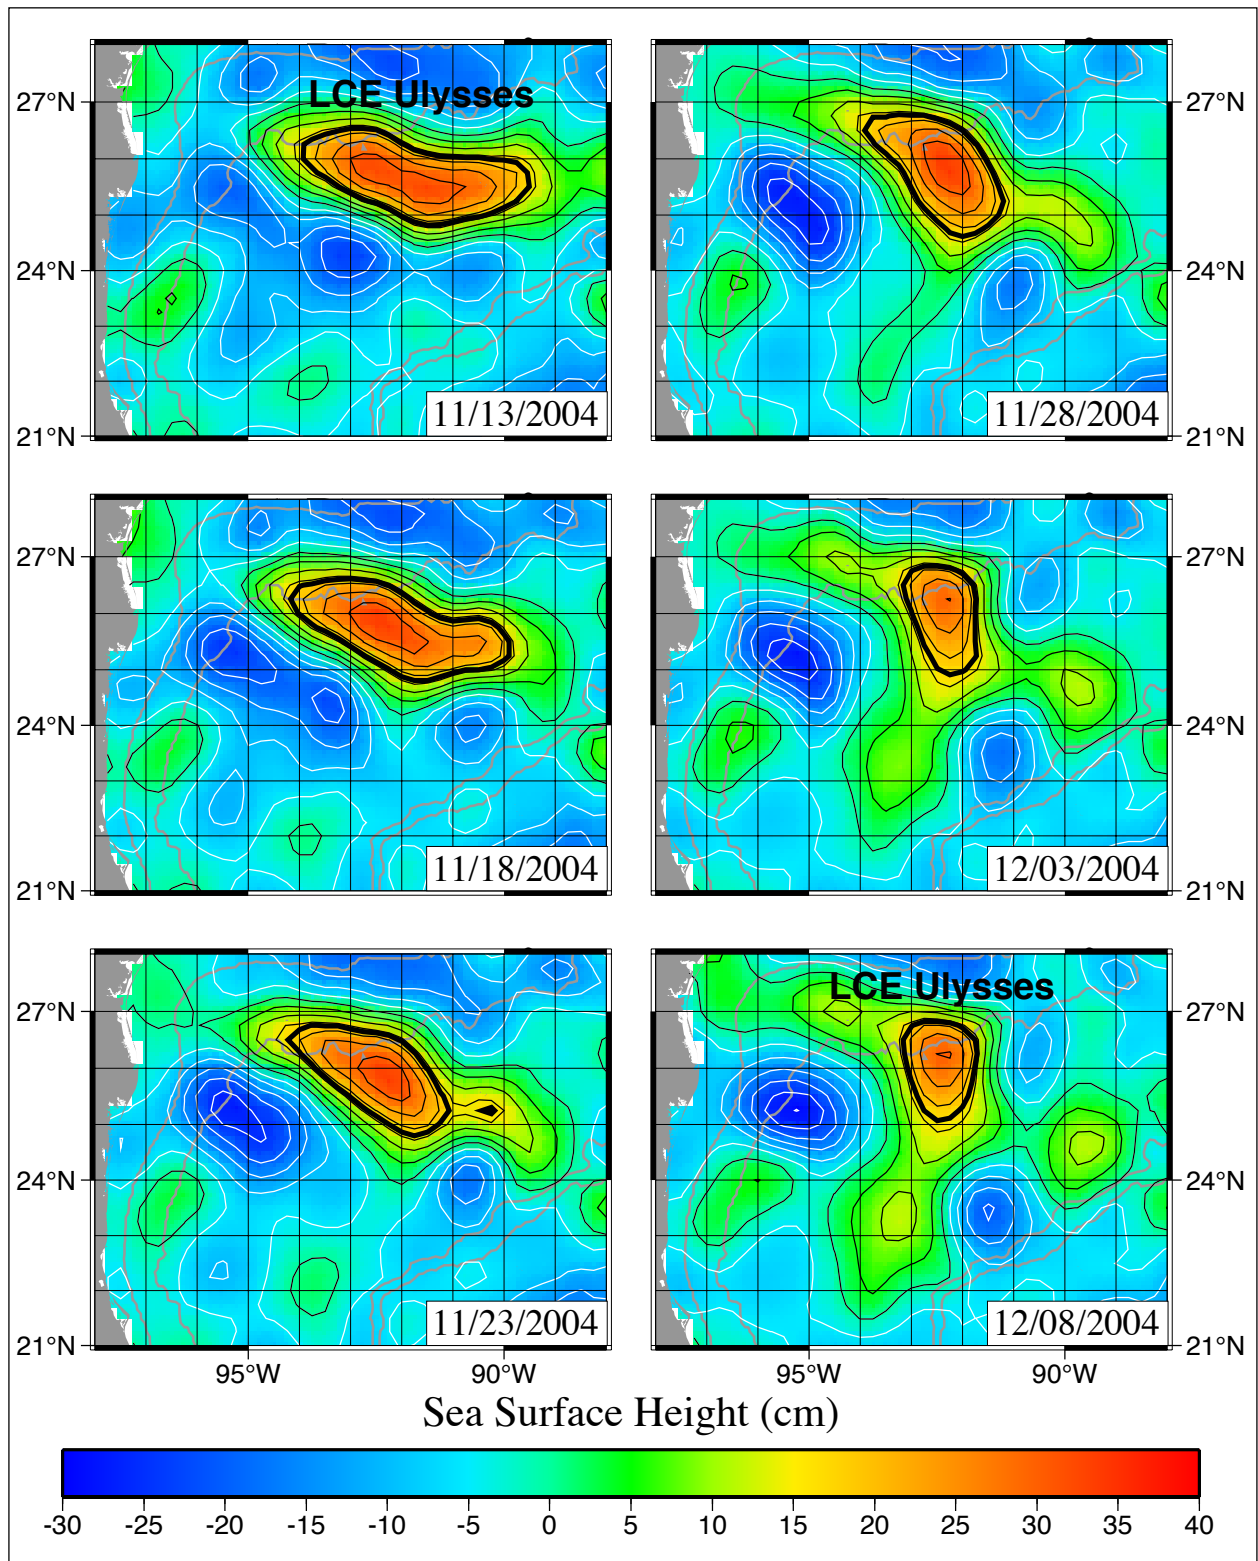 LCE Ulysses
27°N
24°N
21°N
11/13/2004
27°N
24°N
21°N
11/28/2004
27°N
24°N
21°N
11/18/2004
27°N
24°N
21°N
12/03/2004
27°N
24°N
21°N
11/23/2004
95°W
90°W
LCE Ulysses
27°N
24°N
21°N
12/08/2004
95°W
90°W
Sea Surface Height (cm)
-30 -25 -20 -15 -10 -5 0 5 10 15 20 25 30 35 40